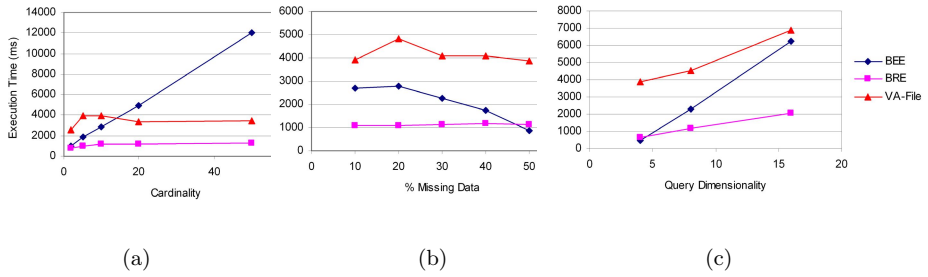 Execution Time (ms)
14000
12000
10000
8000
6000
4000
2000
0
0 20 40
Cardinality
(a)
6000
5000
4000
3000
2000
1000
0
0 10 20 30 40 50
% Missing Data
(b)
8000
7000
6000
5000
4000
3000
2000
1000
0
0 5 10 15 20
Query Dimensionality
(c)
BEE
BRE
VA-File